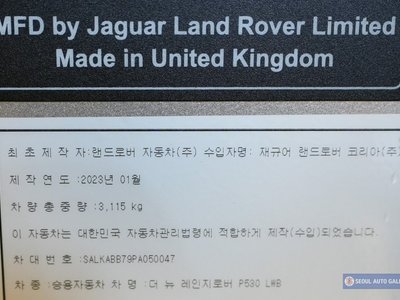 MFD by Jaguar Land Rover Limited
Made in United Kingdom
최 초 제 작 자:랜드로버 자동차(주) 수입자명: 재규어 랜드로버 코리아(주
제 작 연 도 :2023년 01월
차 량 총 중 량 :3,115 kg
이 자동차는 대한민국 자동차관리법령에 적합하게 제작(수입)되었습니다.
차 대 번 호 :SALKABB79PA050047
차 종 :승용자동차 차 명 :더 뉴 레인지로버 P530 LWB
SEOUL AUTO GALL